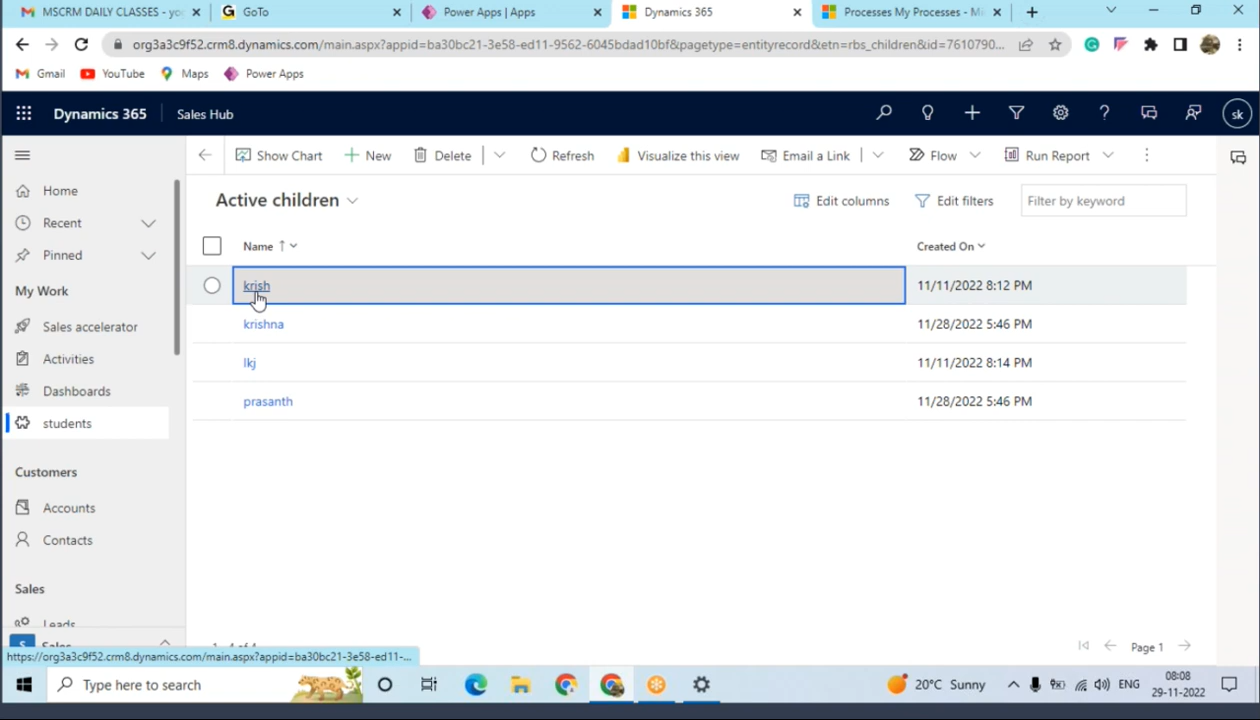 MSCRM DAILY CLASSES - yo
GoTo
Power Apps | Apps
Dynamics 365
Processes My Processes - Mi
org3a3c9f52.crm8.dynamics.com/main.aspx?appid=ba30bc21-3e58-ed11-9562-6045bdad10bf&pagetype=entityrecord&etn=rbs_children&id=7610790...
Gmail
YouTube
Maps
Power Apps
Dynamics 365
Sales Hub
sk
Show Chart
New
Delete
Refresh
Visualize this view
Email a Link
Flow
Run Report
Home
Recent
Pinned
My Work
Sales accelerator
Activities
Dashboards
students
Customers
Accounts
Contacts
Sales
Leads
S Sales
Active children
Edit columns
Edit filters
Filter by keyword
Name
Created On
krish
11/11/2022 8:12 PM
krishna
11/28/2022 5:46 PM
lkj
11/11/2022 8:14 PM
prasanth
11/28/2022 5:46 PM
Page 1
https://org3a3c9f52.crm8.dynamics.com/main.aspx?appid=ba30bc21-3e58-ed11-...
Type here to search
20°C Sunny
ENG
08:08
29-11-2022